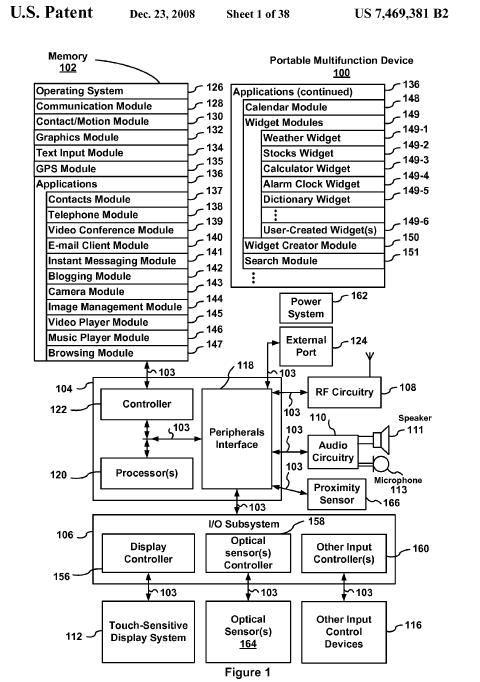 U.S. Patent Dec. 23, 2008 Sheet 1 of 38 US 7,469,381 B2
Memory
102
Portable Multifunction Device
100
Operating System 126
Communication Module 128
Contact/Motion Module 130
Graphics Module 132
Text Input Module 134
GPS Module 135
Applications 136
Contacts Module 137
Telephone Module 138
Video Conference Module 139
E-mail Client Module 140
Instant Messaging Module 141
Blogging Module 142
Camera Module 143
Image Management Module 144
Video Player Module 145
Music Player Module 146
Browsing Module 147
Applications (continued) 136
Calendar Module 148
Widget Modules 149
Weather Widget 149-1
Stocks Widget 149-2
Calculator Widget 149-3
Alarm Clock Widget 149-4
Dictionary Widget 149-5
User-Created Widget(s) 149-6
Widget Creator Module 150
Search Module 151
Power
System
162
External
Port
124
103
103
118
104
122
Controller
103
120
Processor(s)
Peripherals
Interface
RF Circuitry
108
103
110
Audio
Circuitry
103
Speaker
111
Microphone
113
103
Proximity
Sensor
166
103
I/O Subsystem
106
158
Display
Controller
156
Optical
sensor(s)
Controller
Other Input
Controller(s)
160
103
103
103
Touch-Sensitive
Display System
112
Optical
Sensor(s)
164
Other Input
Control
Devices
116
Figure 1